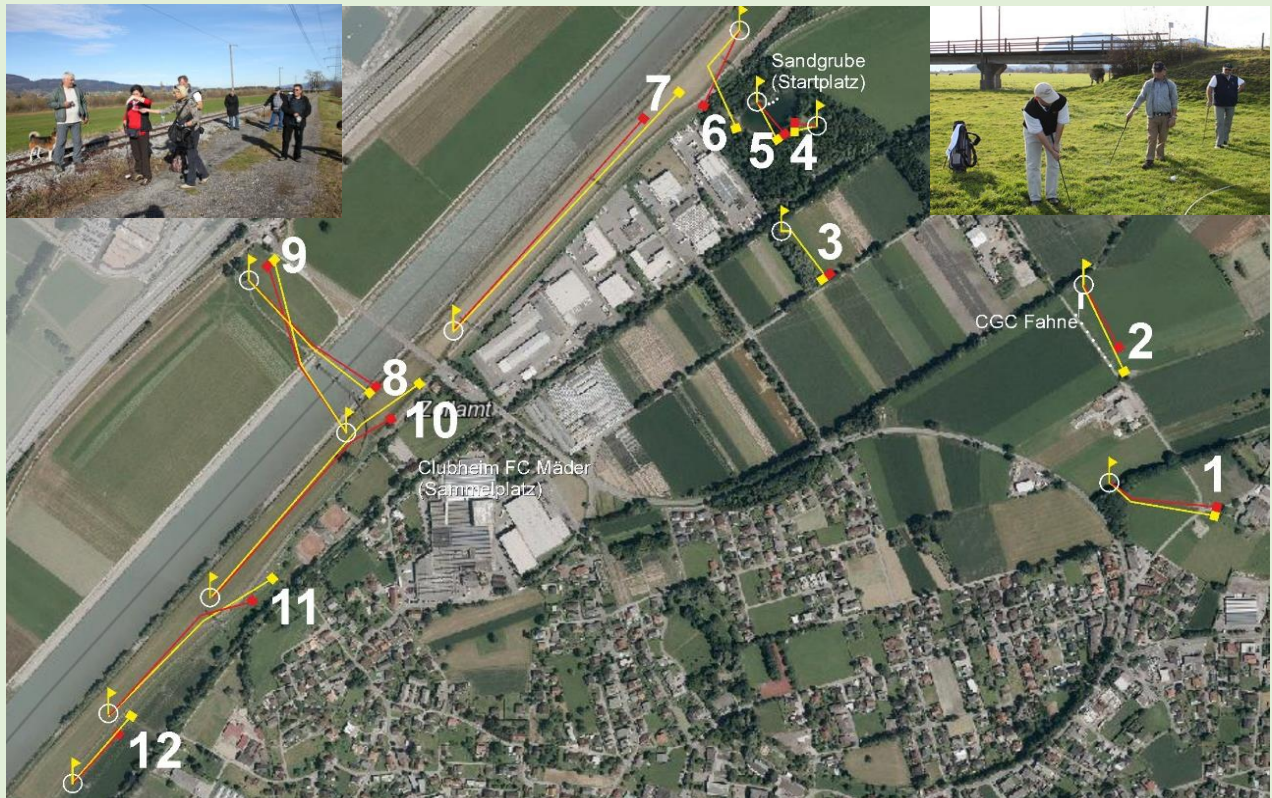 7
6
Sandgrube
(Startplatz)
5
4
3
9
CGC Fahne
2
8
Zollamt
10
Clubheim FC Mäder
(Sammelplatz)
1
11
12